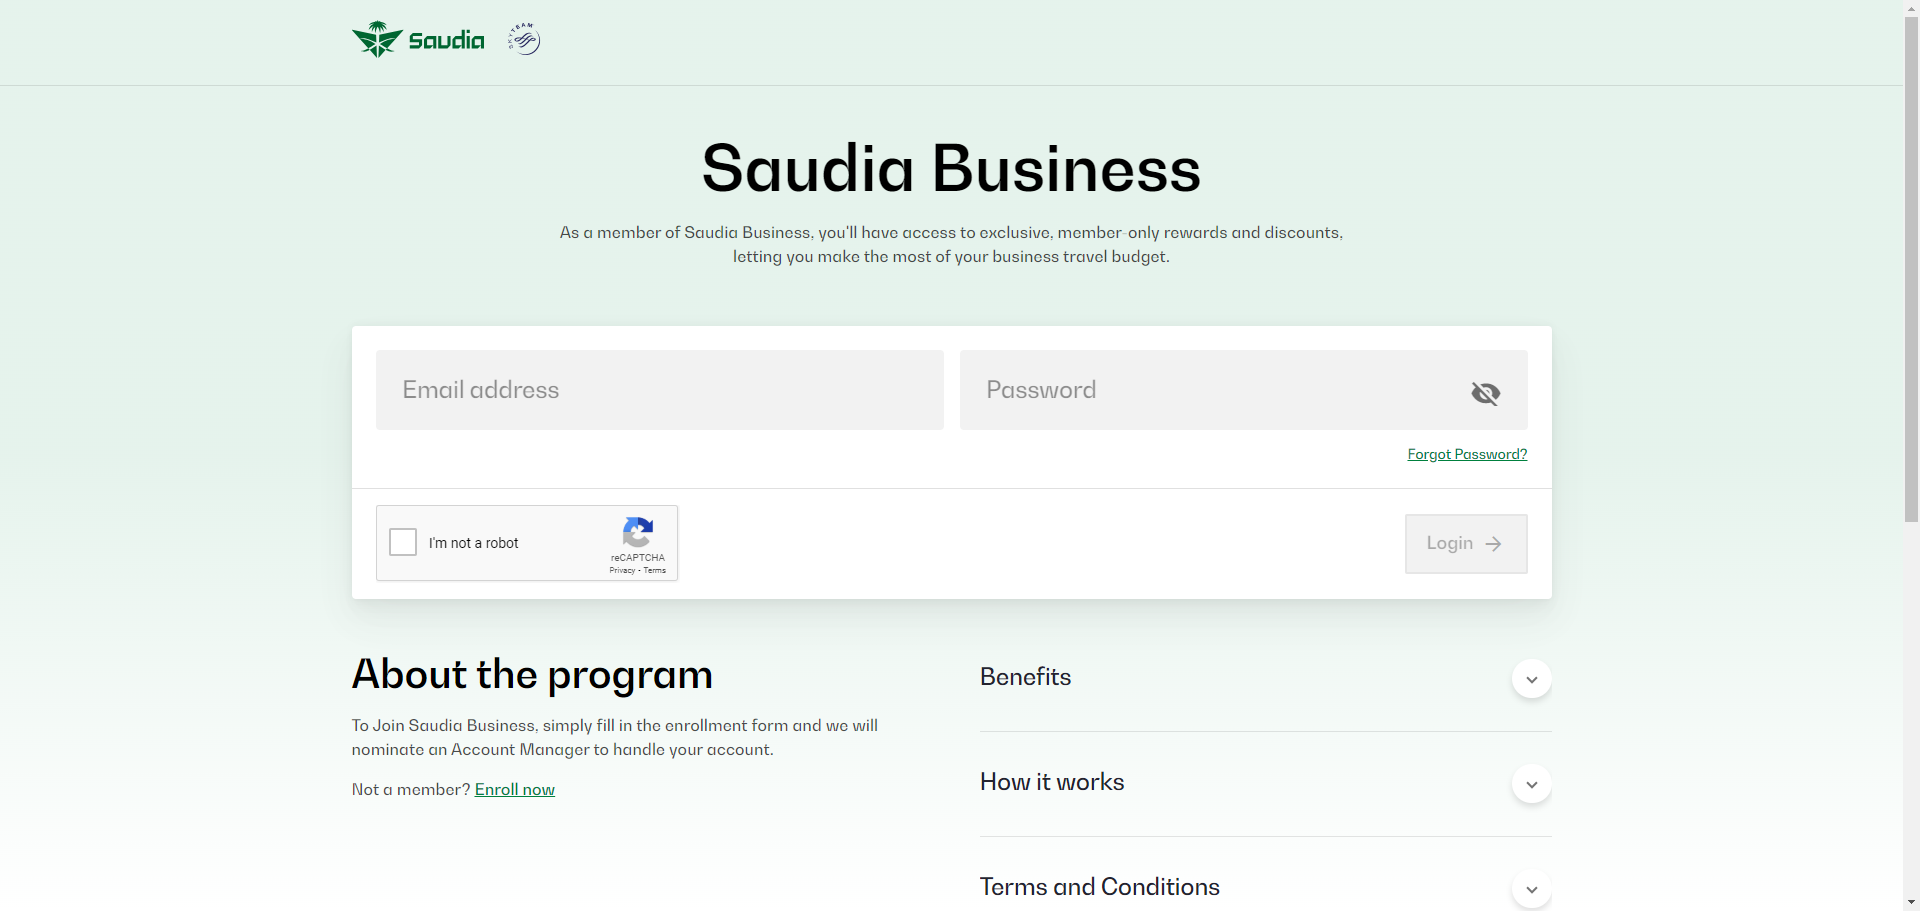 saudia
SKYTEAM
Saudia Business
As a member of Saudia Business, you'll have access to exclusive, member-only rewards and discounts,
letting you make the most of your business travel budget.
Email address
Password
Forgot Password?
I'm not a robot
reCAPTCHA
Privacy - Terms
Login
About the program
To Join Saudia Business, simply fill in the enrollment form and we will
nominate an Account Manager to handle your account.
Not a member? Enroll now
Benefits
How it works
Terms and Conditions